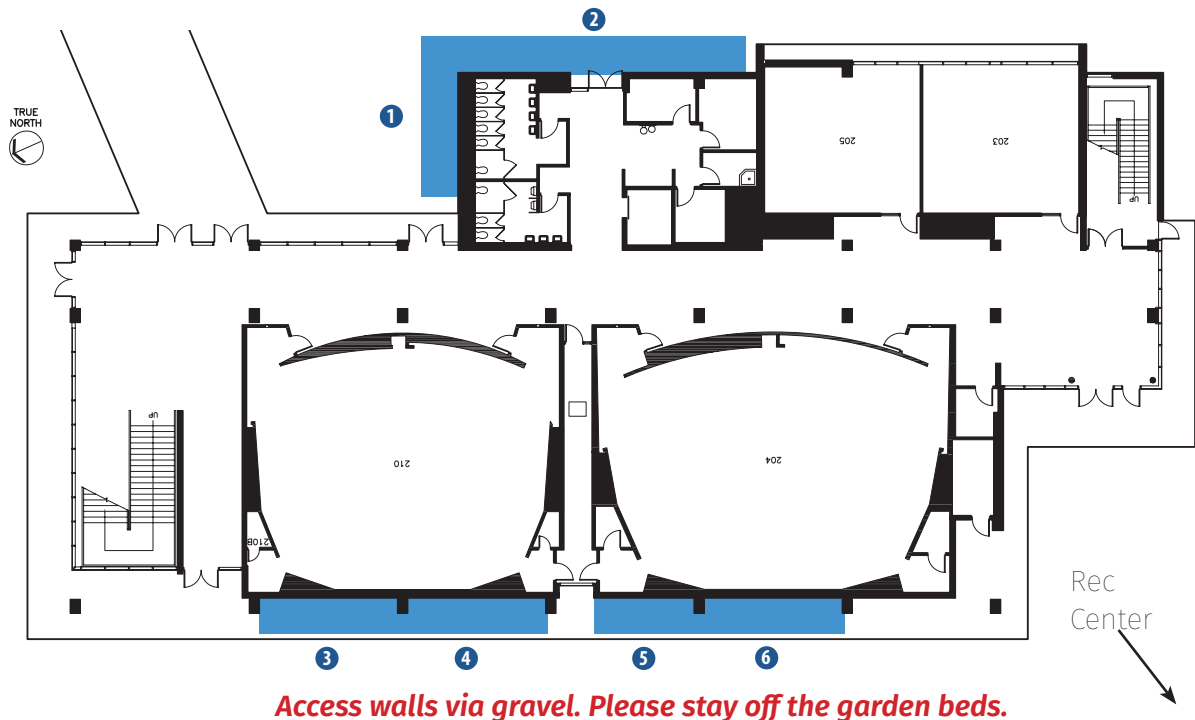 2
1
TRUE
NORTH
205
203
UP
UP
210
204
210B
Rec
Center
3
4
5
6
Access walls via gravel. Please stay off the garden beds.